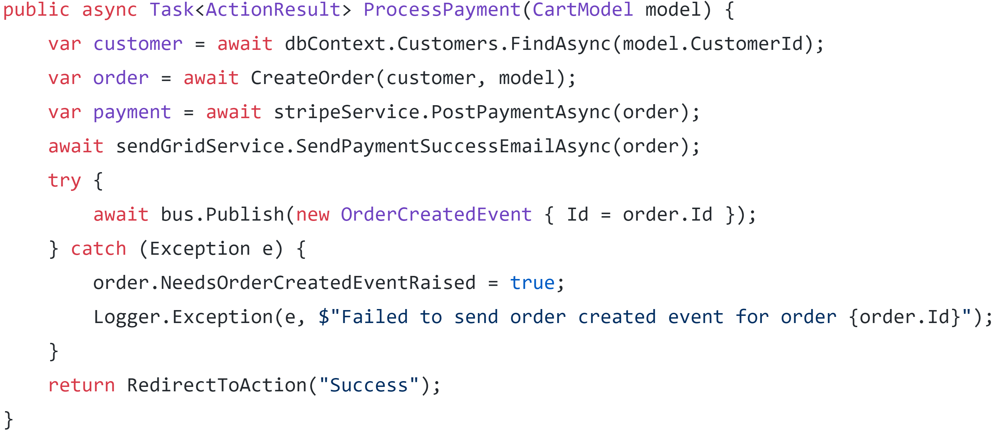 public async Task<ActionResult> ProcessPayment(CartModel model) {
    var customer = await dbContext.Customers.FindAsync(model.CustomerId);
    var order = await CreateOrder(customer, model);
    var payment = await stripeService.PostPaymentAsync(order);
    await sendGridService.SendPaymentSuccessEmailAsync(order);
    try {
        await bus.Publish(new OrderCreatedEvent { Id = order.Id });
    } catch (Exception e) {
        order.NeedsOrderCreatedEventRaised = true;
        Logger.Exception(e, $"Failed to send order created event for order {order.Id}");
    }
    return RedirectToAction("Success");
}